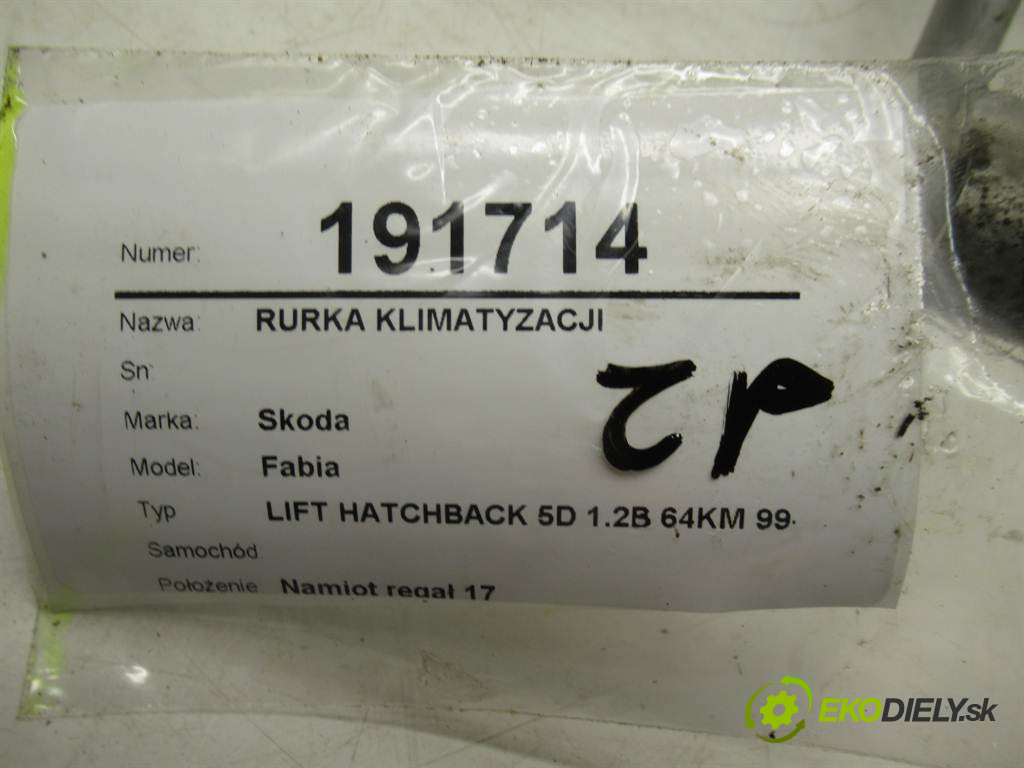 Numer: 191714
Nazwa: RURKA KLIMATYZACJI
Sn:
Marka: Skoda
Model: Fabia
Typ LIFT HATCHBACK 5D 1.2B 64KM 99-
Samochód
Położenie Namiot regał 17
EKODIELY.sk